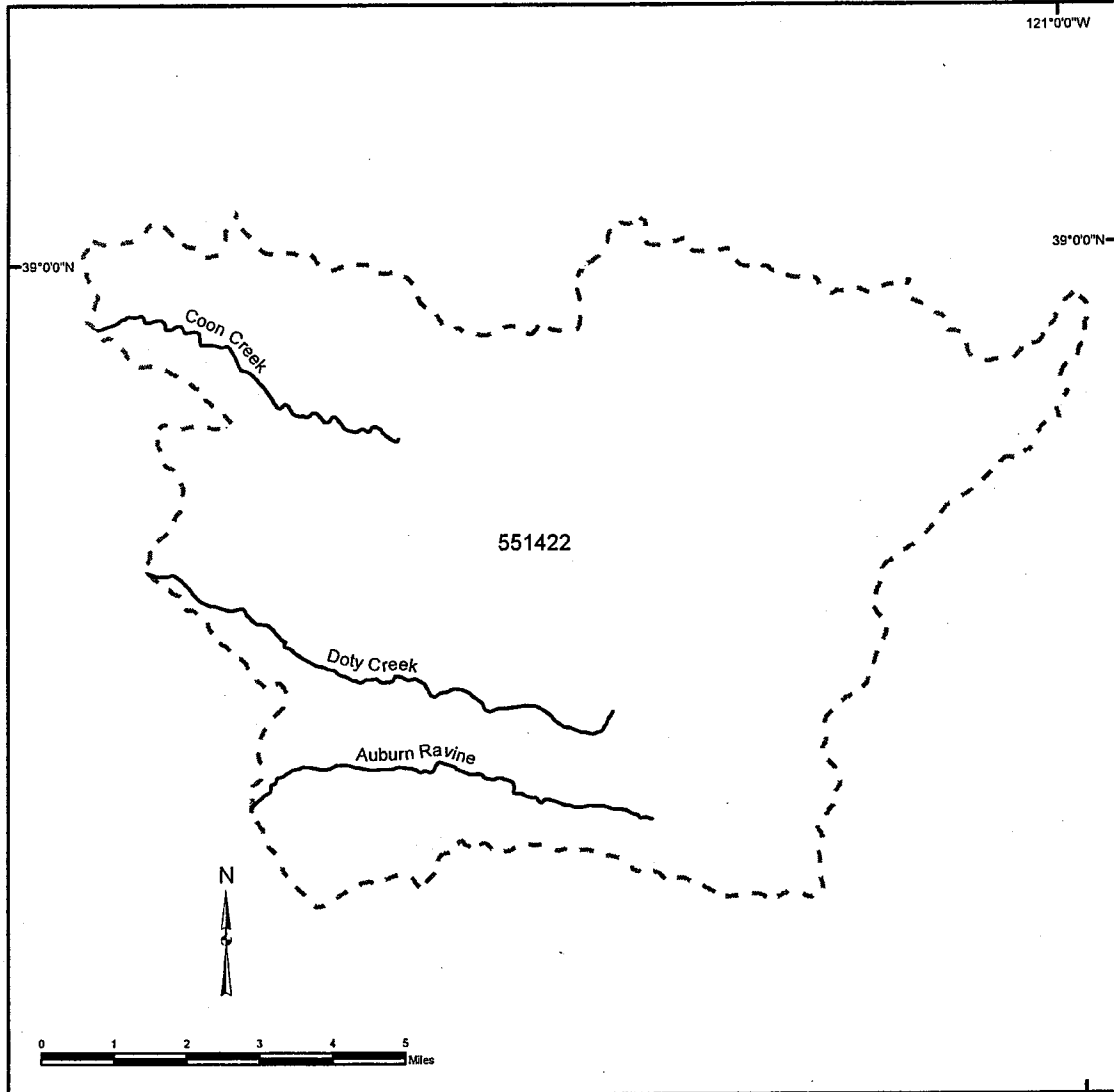 121°0'0"W
39°0'0"N
39°0'0"N
Coon Creek
551422
Doty Creek
Auburn Ravine
N
0 1 2 3 4 5
Miles